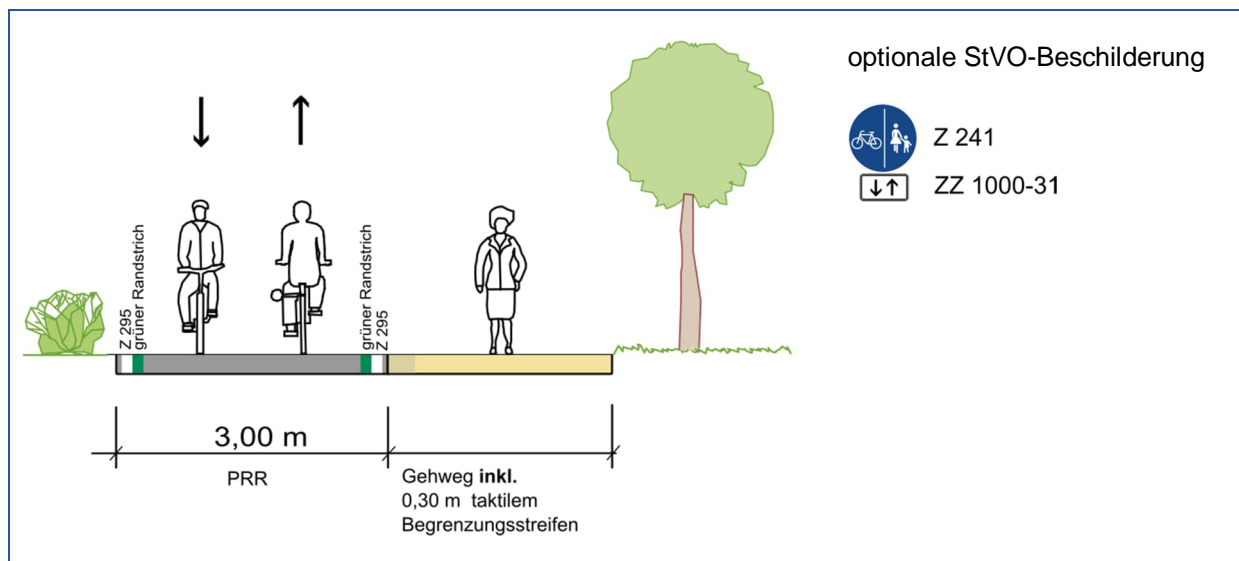 optionale StVO-Beschilderung
Z 241
ZZ 1000-31
Z 295
grüner Randstrich
grüner Randstrich
Z 295
3,00 m
PRR
Gehweg inkl.
0,30 m taktilem
Begrenzungsstreifen